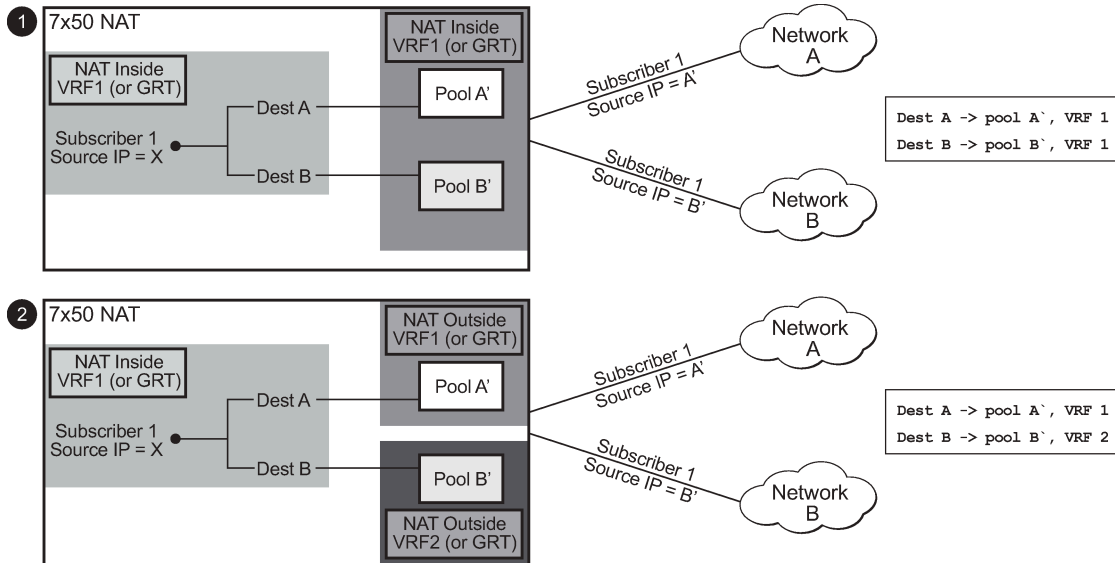 1
7x50 NAT
NAT Inside
VRF1 (or GRT)
Subscriber 1
Source IP = X
Dest A
Dest B
NAT Inside
VRF1 (or GRT)
Pool A’
Pool B’
Subscriber 1
Source IP = A’
Subscriber 1
Source IP = B’
Network
A
Network
B
Dest A -> pool A`, VRF 1
Dest B -> pool B`, VRF 1
2
7x50 NAT
NAT Inside
VRF1 (or GRT)
Subscriber 1
Source IP = X
Dest A
Dest B
NAT Outside
VRF1 (or GRT)
Pool A’
Pool B’
NAT Outside
VRF2 (or GRT)
Subscriber 1
Source IP = A’
Subscriber 1
Source IP = B’
Network
A
Network
B
Dest A -> pool A`, VRF 1
Dest B -> pool B`, VRF 2